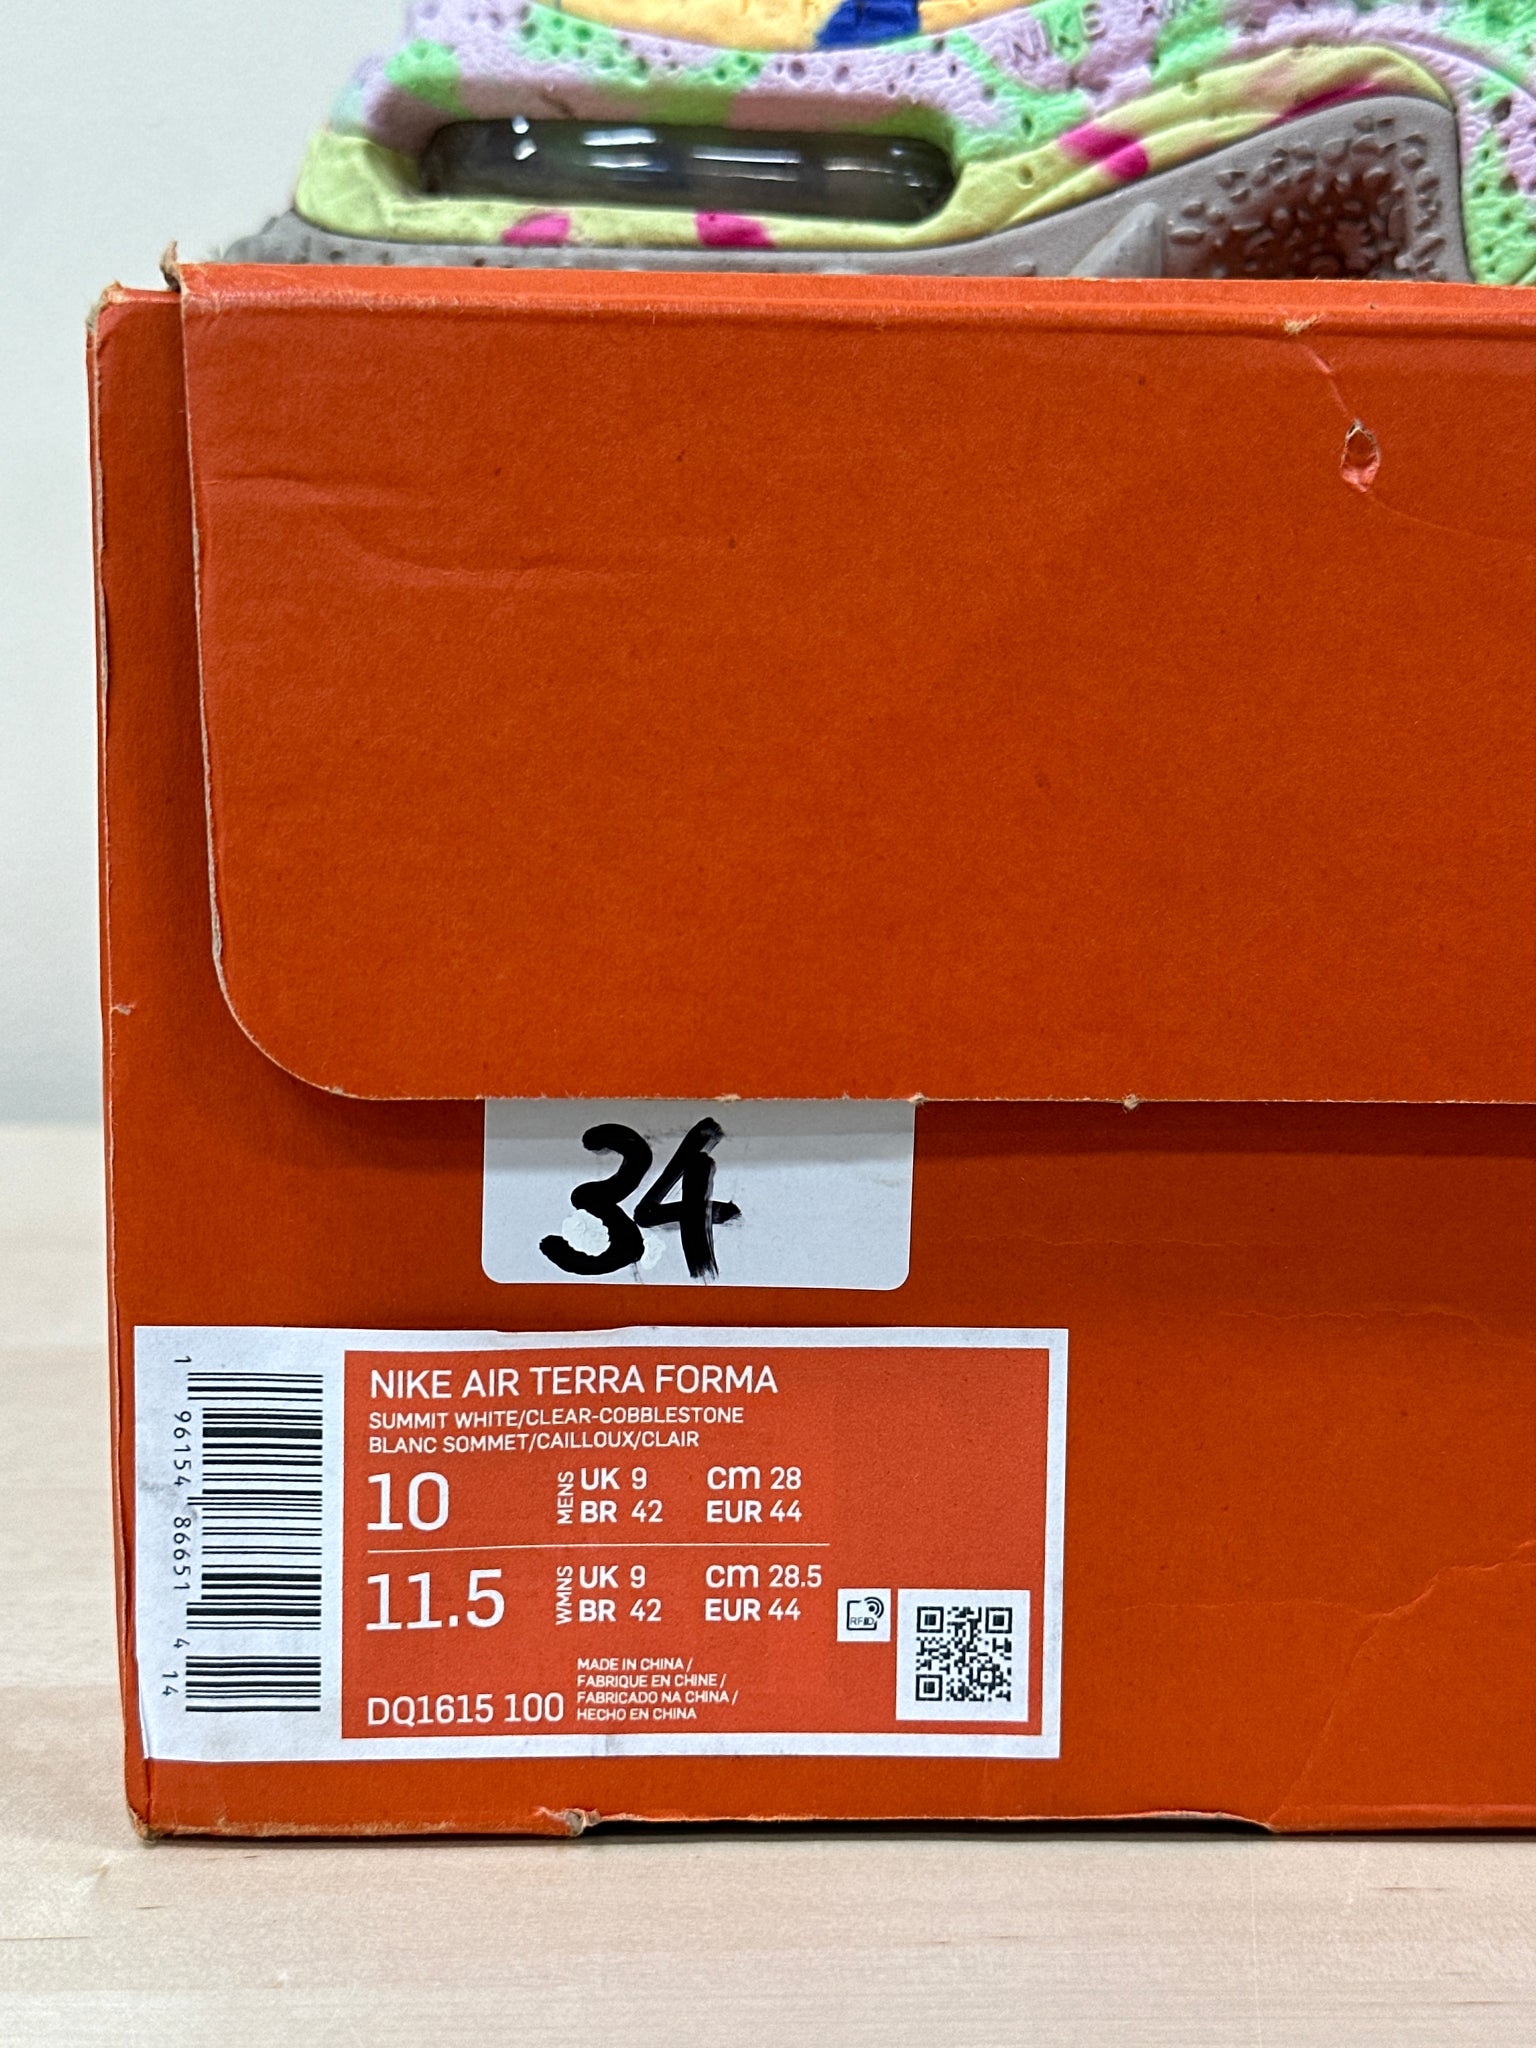 NIKE AIR
34
NIKE AIR TERRA FORMA
SUMMIT WHITE/CLEAR-COBBLESTONE
BLANC SOMMET/CAILLOUX/CLAIR
10 MENS UK 9 cm 28
BR 42 EUR 44
11.5 WMNS UK 9 cm 28.5
BR 42 EUR 44
RFID
MADE IN CHINA /
FABRIQUE EN CHINE /
FABRICADO NA CHINA /
DQ1615 100 HECHO EN CHINA
1 96154 86651 4 14